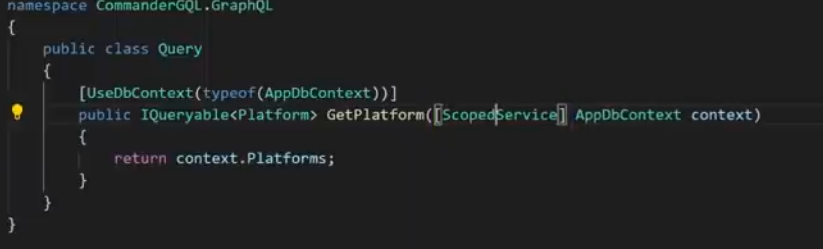 namespace CommanderGQL.GraphQL
{
    public class Query
    {
        [UseDbContext(typeof(AppDbContext))]
        public IQueryable<Platform> GetPlatform([ScopedService] AppDbContext context)
        {
            return context.Platforms;
        }
    }
}